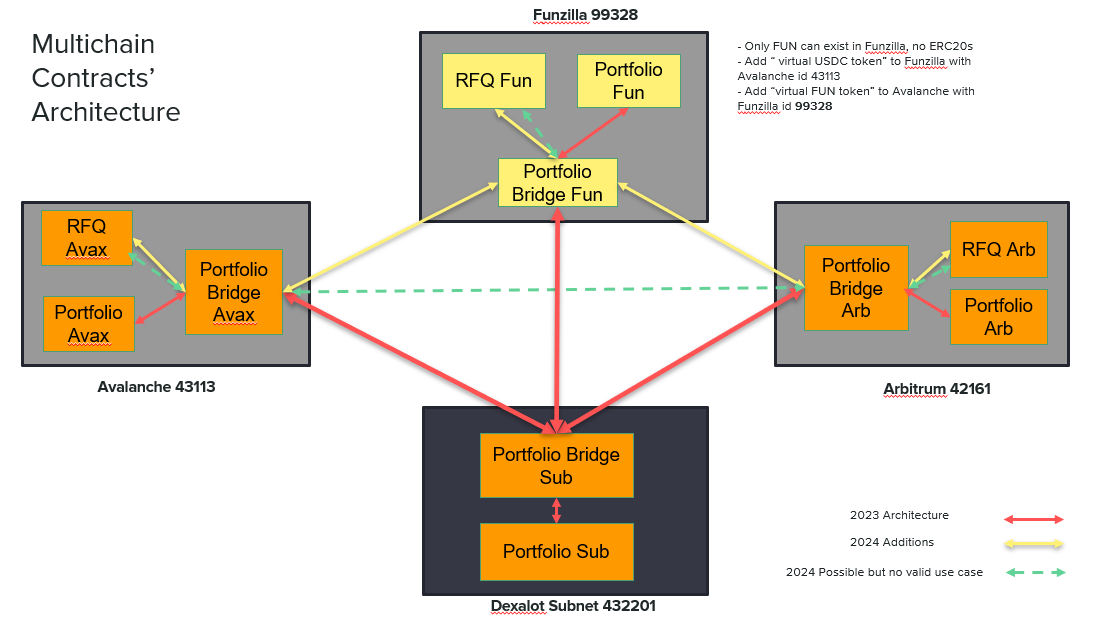 Multichain
Contracts'
Architecture
Funzilla 99328
- Only FUN can exist in Funzilla, no ERC20s
- Add " virtual USDC token" to Funzilla with
Avalanche id 43113
- Add "virtual FUN token" to Avalanche with
Funzilla id 99328
RFQ Fun
Portfolio
Fun
Portfolio
Bridge Fun
RFQ
Avax
Portfolio
Bridge
Avax
Portfolio
Avax
Avalanche 43113
Portfolio
Bridge
Arb
RFQ Arb
Portfolio
Arb
Arbitrum 42161
Portfolio Bridge
Sub
Portfolio Sub
Dexalot Subnet 432201
2023 Architecture
2024 Additions
2024 Possible but no valid use case